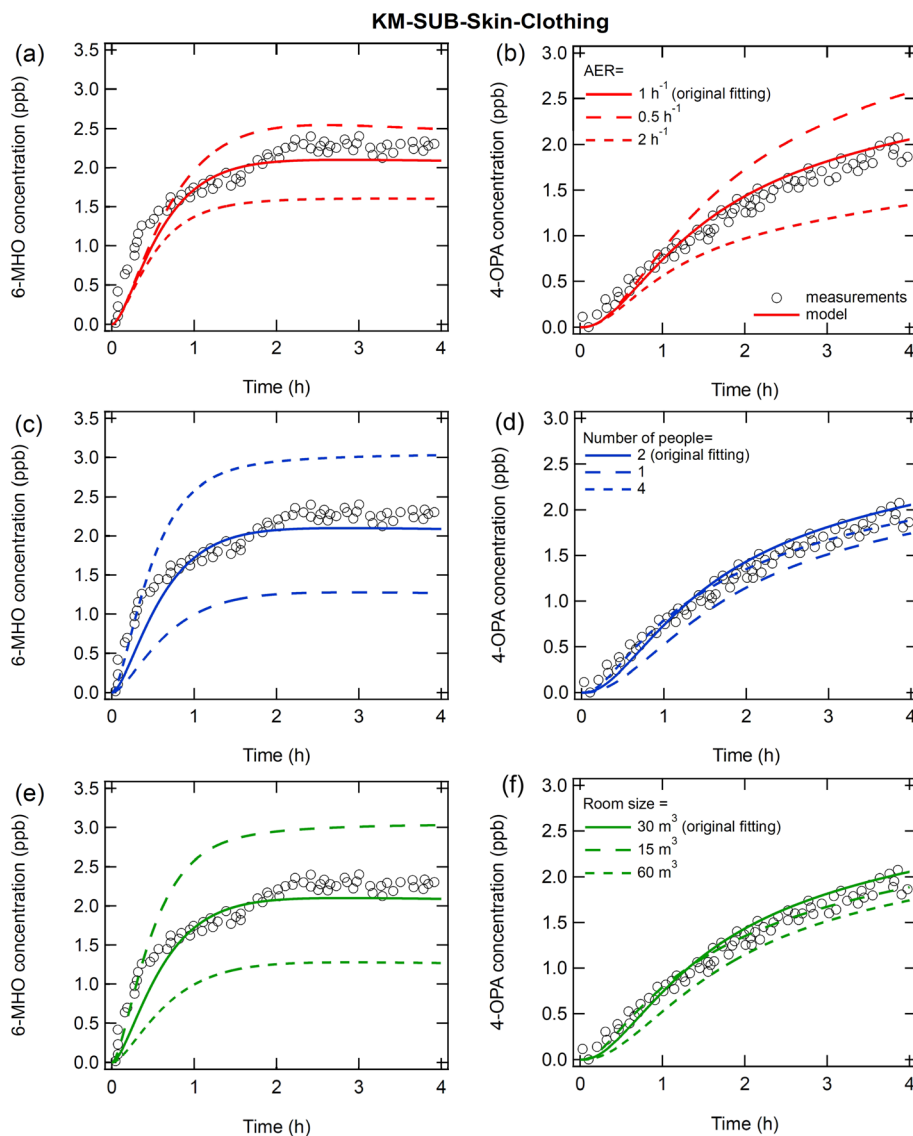 KM-SUB-Skin-Clothing
(a)
3.5
3.0
2.5
2.0
1.5
1.0
0.5
0.0
6-MHO concentration (ppb)
0 1 2 3 4
Time (h)
(b)
3.0
2.5
2.0
1.5
1.0
0.5
0.0
4-OPA concentration (ppb)
AER=
1 h⁻¹ (original fitting)
0.5 h⁻¹
2 h⁻¹
measurements
model
0 1 2 3 4
Time (h)
(c)
3.5
3.0
2.5
2.0
1.5
1.0
0.5
0.0
6-MHO concentration (ppb)
0 1 2 3 4
Time (h)
(d)
3.0
2.5
2.0
1.5
1.0
0.5
0.0
4-OPA concentration (ppb)
Number of people=
2 (original fitting)
1
4
0 1 2 3 4
Time (h)
(e)
3.5
3.0
2.5
2.0
1.5
1.0
0.5
0.0
6-MHO concentration (ppb)
0 1 2 3 4
Time (h)
(f)
3.0
2.5
2.0
1.5
1.0
0.5
0.0
4-OPA concentration (ppb)
Room size =
30 m³ (original fitting)
15 m³
60 m³
0 1 2 3 4
Time (h)